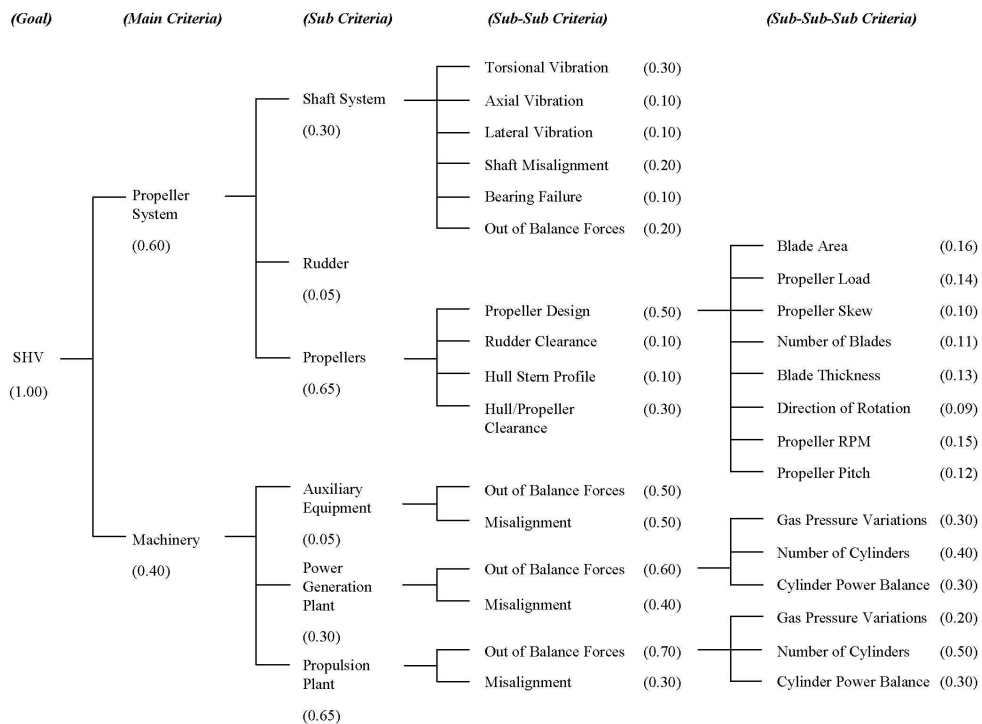 (Goal) (Main Criteria) (Sub Criteria) (Sub-Sub Criteria) (Sub-Sub-Sub Criteria)
SHV
(1.00)
Propeller
System
(0.60)
Shaft System
(0.30)
Torsional Vibration (0.30)
Axial Vibration (0.10)
Lateral Vibration (0.10)
Shaft Misalignment (0.20)
Bearing Failure (0.10)
Out of Balance Forces (0.20)
Rudder
(0.05)
Propellers
(0.65)
Propeller Design (0.50)
Rudder Clearance (0.10)
Hull Stern Profile (0.10)
Hull/Propeller (0.30)
Clearance
Blade Area (0.16)
Propeller Load (0.14)
Propeller Skew (0.10)
Number of Blades (0.11)
Blade Thickness (0.13)
Direction of Rotation (0.09)
Propeller RPM (0.15)
Propeller Pitch (0.12)
Machinery
(0.40)
Auxiliary
Equipment
(0.05)
Out of Balance Forces (0.50)
Misalignment (0.50)
Power
Generation
Plant
(0.30)
Out of Balance Forces (0.60)
Misalignment (0.40)
Gas Pressure Variations (0.30)
Number of Cylinders (0.40)
Cylinder Power Balance (0.30)
Propulsion
Plant
(0.65)
Out of Balance Forces (0.70)
Misalignment (0.30)
Gas Pressure Variations (0.20)
Number of Cylinders (0.50)
Cylinder Power Balance (0.30)